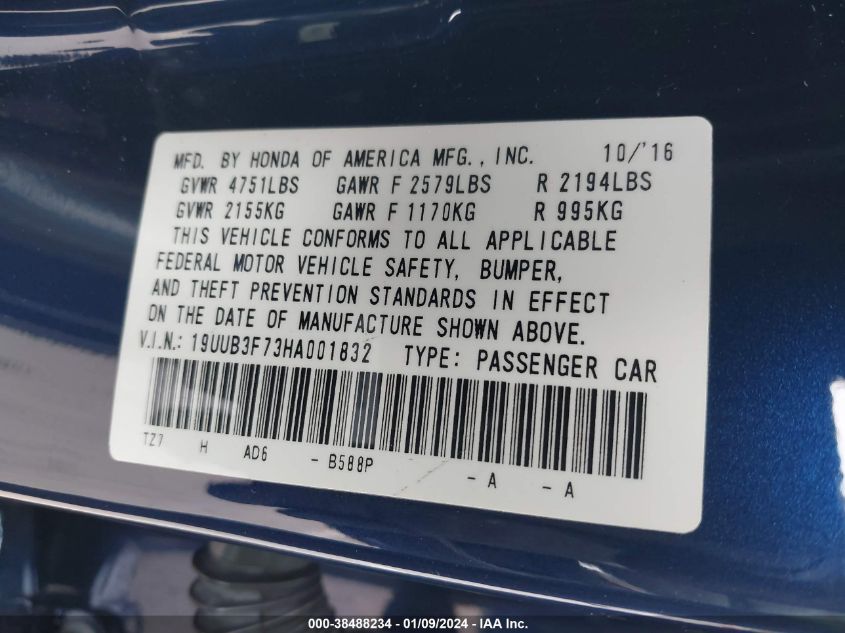 MFD. BY HONDA OF AMERICA MFG., INC. 10/'16
GVWR 4751LBS GAWR F 2579LBS R 2194LBS
GVWR 2155KG GAWR F 1170KG R 995KG
THIS VEHICLE CONFORMS TO ALL APPLICABLE
FEDERAL MOTOR VEHICLE SAFETY, BUMPER,
AND THEFT PREVENTION STANDARDS IN EFFECT
ON THE DATE OF MANUFACTURE SHOWN ABOVE.
V.I.N.: 19UUB3F73HA001832 TYPE: PASSENGER CAR
TZ7 H AD6 - B588P - A - A
000-38488234 - 01/09/2024 - IAA, Inc.